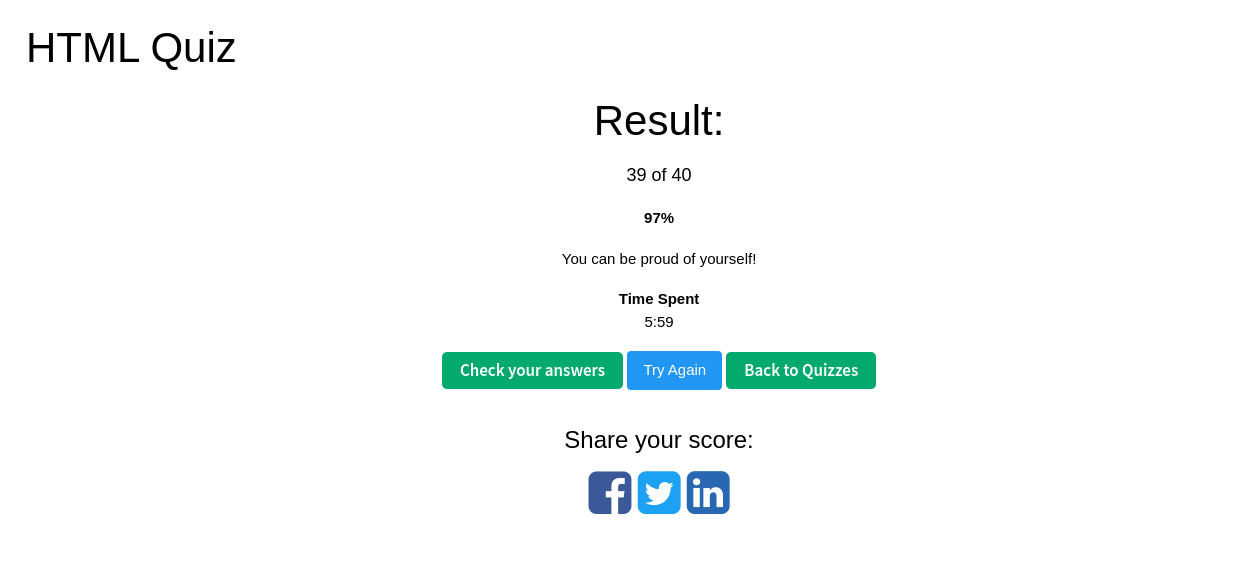 HTML Quiz
Result:
39 of 40
97%
You can be proud of yourself!
Time Spent
5:59
Check your answers Try Again Back to Quizzes
Share your score: